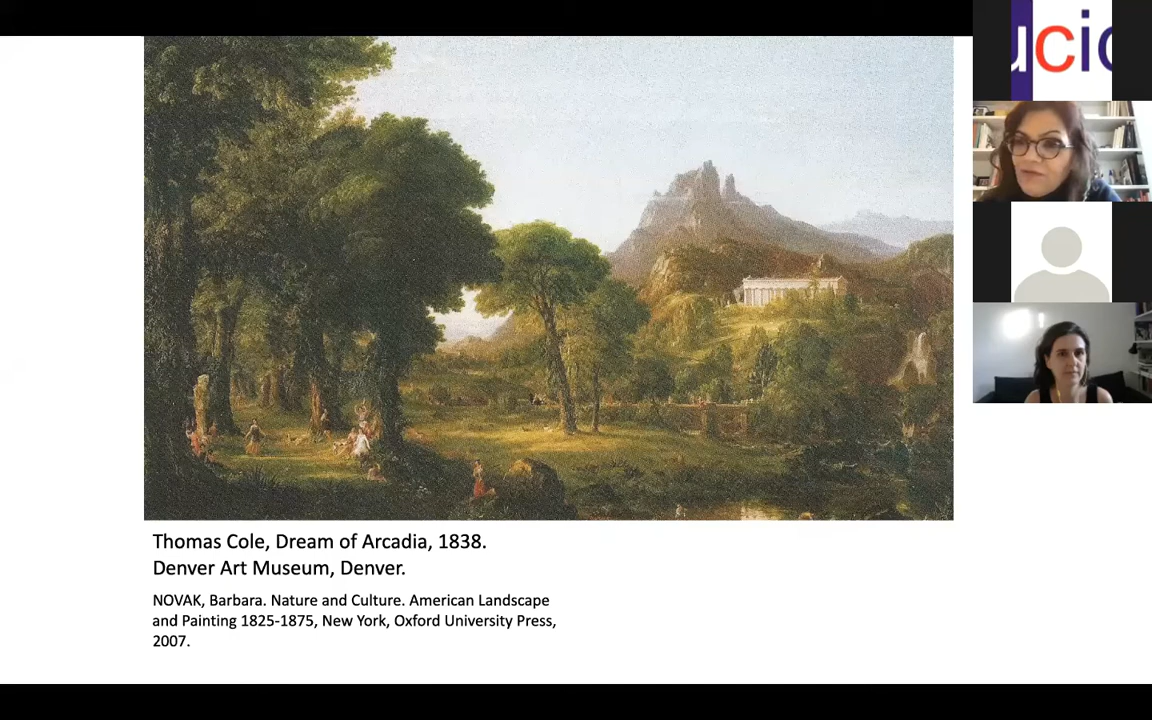 ucic
Thomas Cole, Dream of Arcadia, 1838.
Denver Art Museum, Denver.
NOVAK, Barbara. Nature and Culture. American Landscape
and Painting 1825-1875, New York, Oxford University Press,
2007.